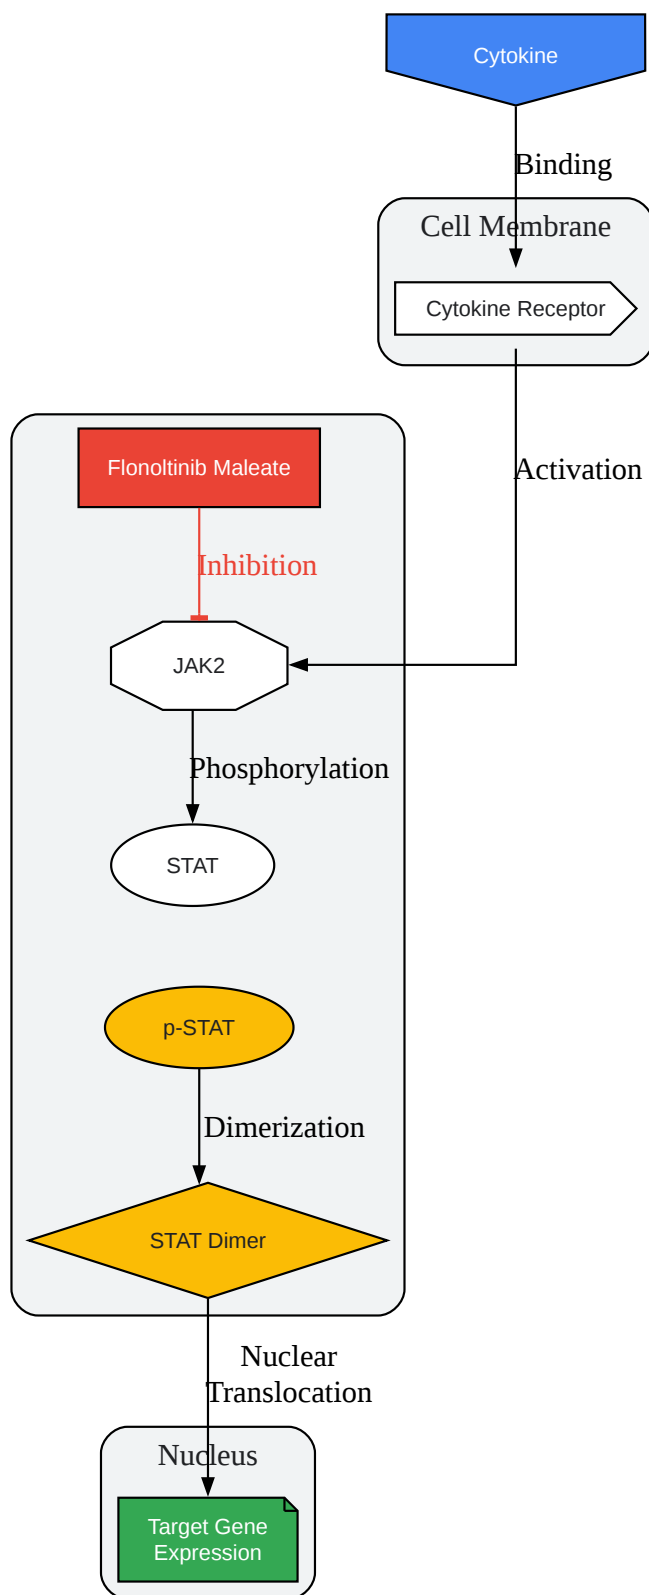 Cytokine
Binding
Cell Membrane
Cytokine Receptor
Activation
Flonoltinib Maleate
Inhibition
JAK2
Phosphorylation
STAT
p-STAT
Dimerization
STAT Dimer
Nuclear
Translocation
Nucleus
Target Gene
Expression